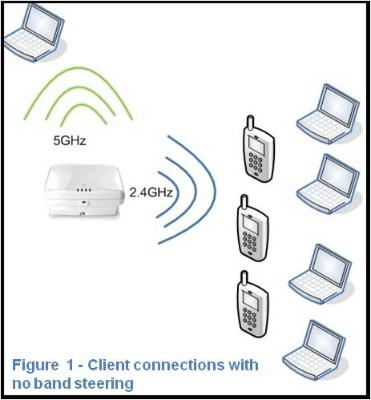 5GHz
2.4GHz
Figure 1 - Client connections with
no band steering